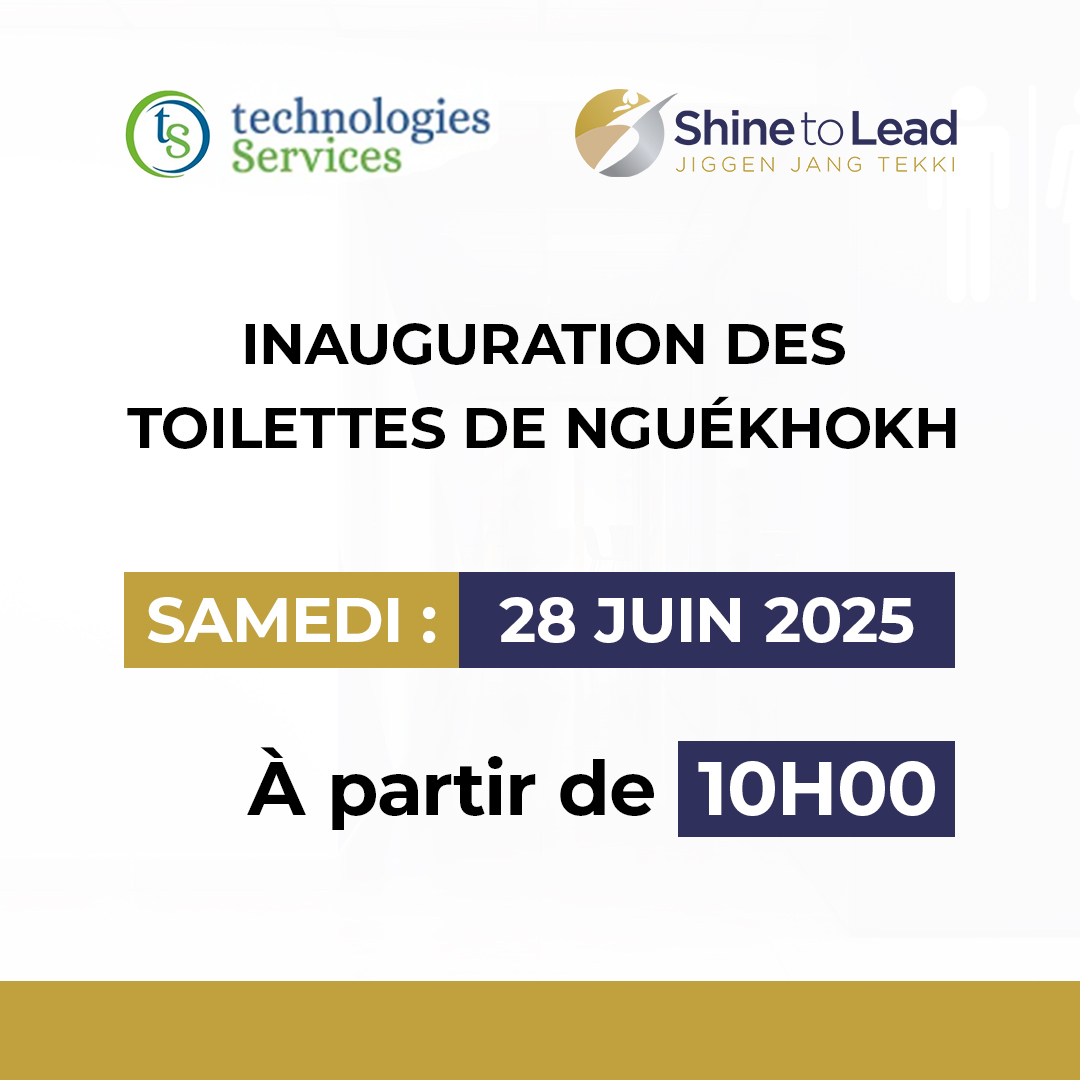 ts technologies
Services
Shine to Lead
JIGGEN JANG TEKKI
INAUGURATION DES
TOILETTES DE NGUÉKHOKH
SAMEDI : 28 JUIN 2025
À partir de 10H00